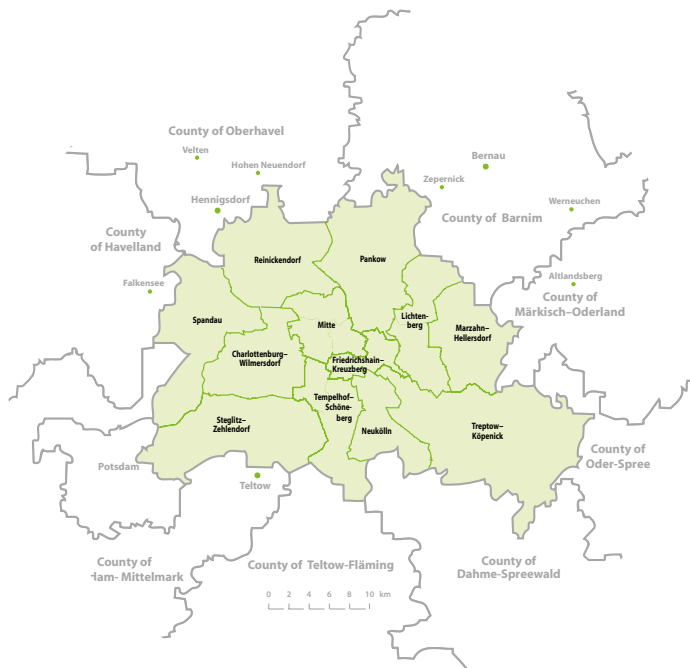 County of Oberhavel
Velten
Hohen Neuendorf
Bernau
Zepernick
Hennigsdorf
Werneuchen
County of Barnim
County
of Havelland
Reinickendorf
Pankow
Falkensee
Altlandsberg
County of
Märkisch–Oderland
Spandau
Mitte
Lichten-
berg
Marzahn–
Hellersdorf
Charlottenburg–
Wilmersdorf
Friedrichshain–
Kreuzberg
Tempelhof–
Schöne-
berg
Steglitz–
Zehlendorf
Neukölln
Treptow–
Köpenick
County of
Oder-Spree
Potsdam
Teltow
County of
dam- Mittelmark
County of Teltow-Fläming
County of
Dahme-Spreewald
0 2 4 6 8 10 km